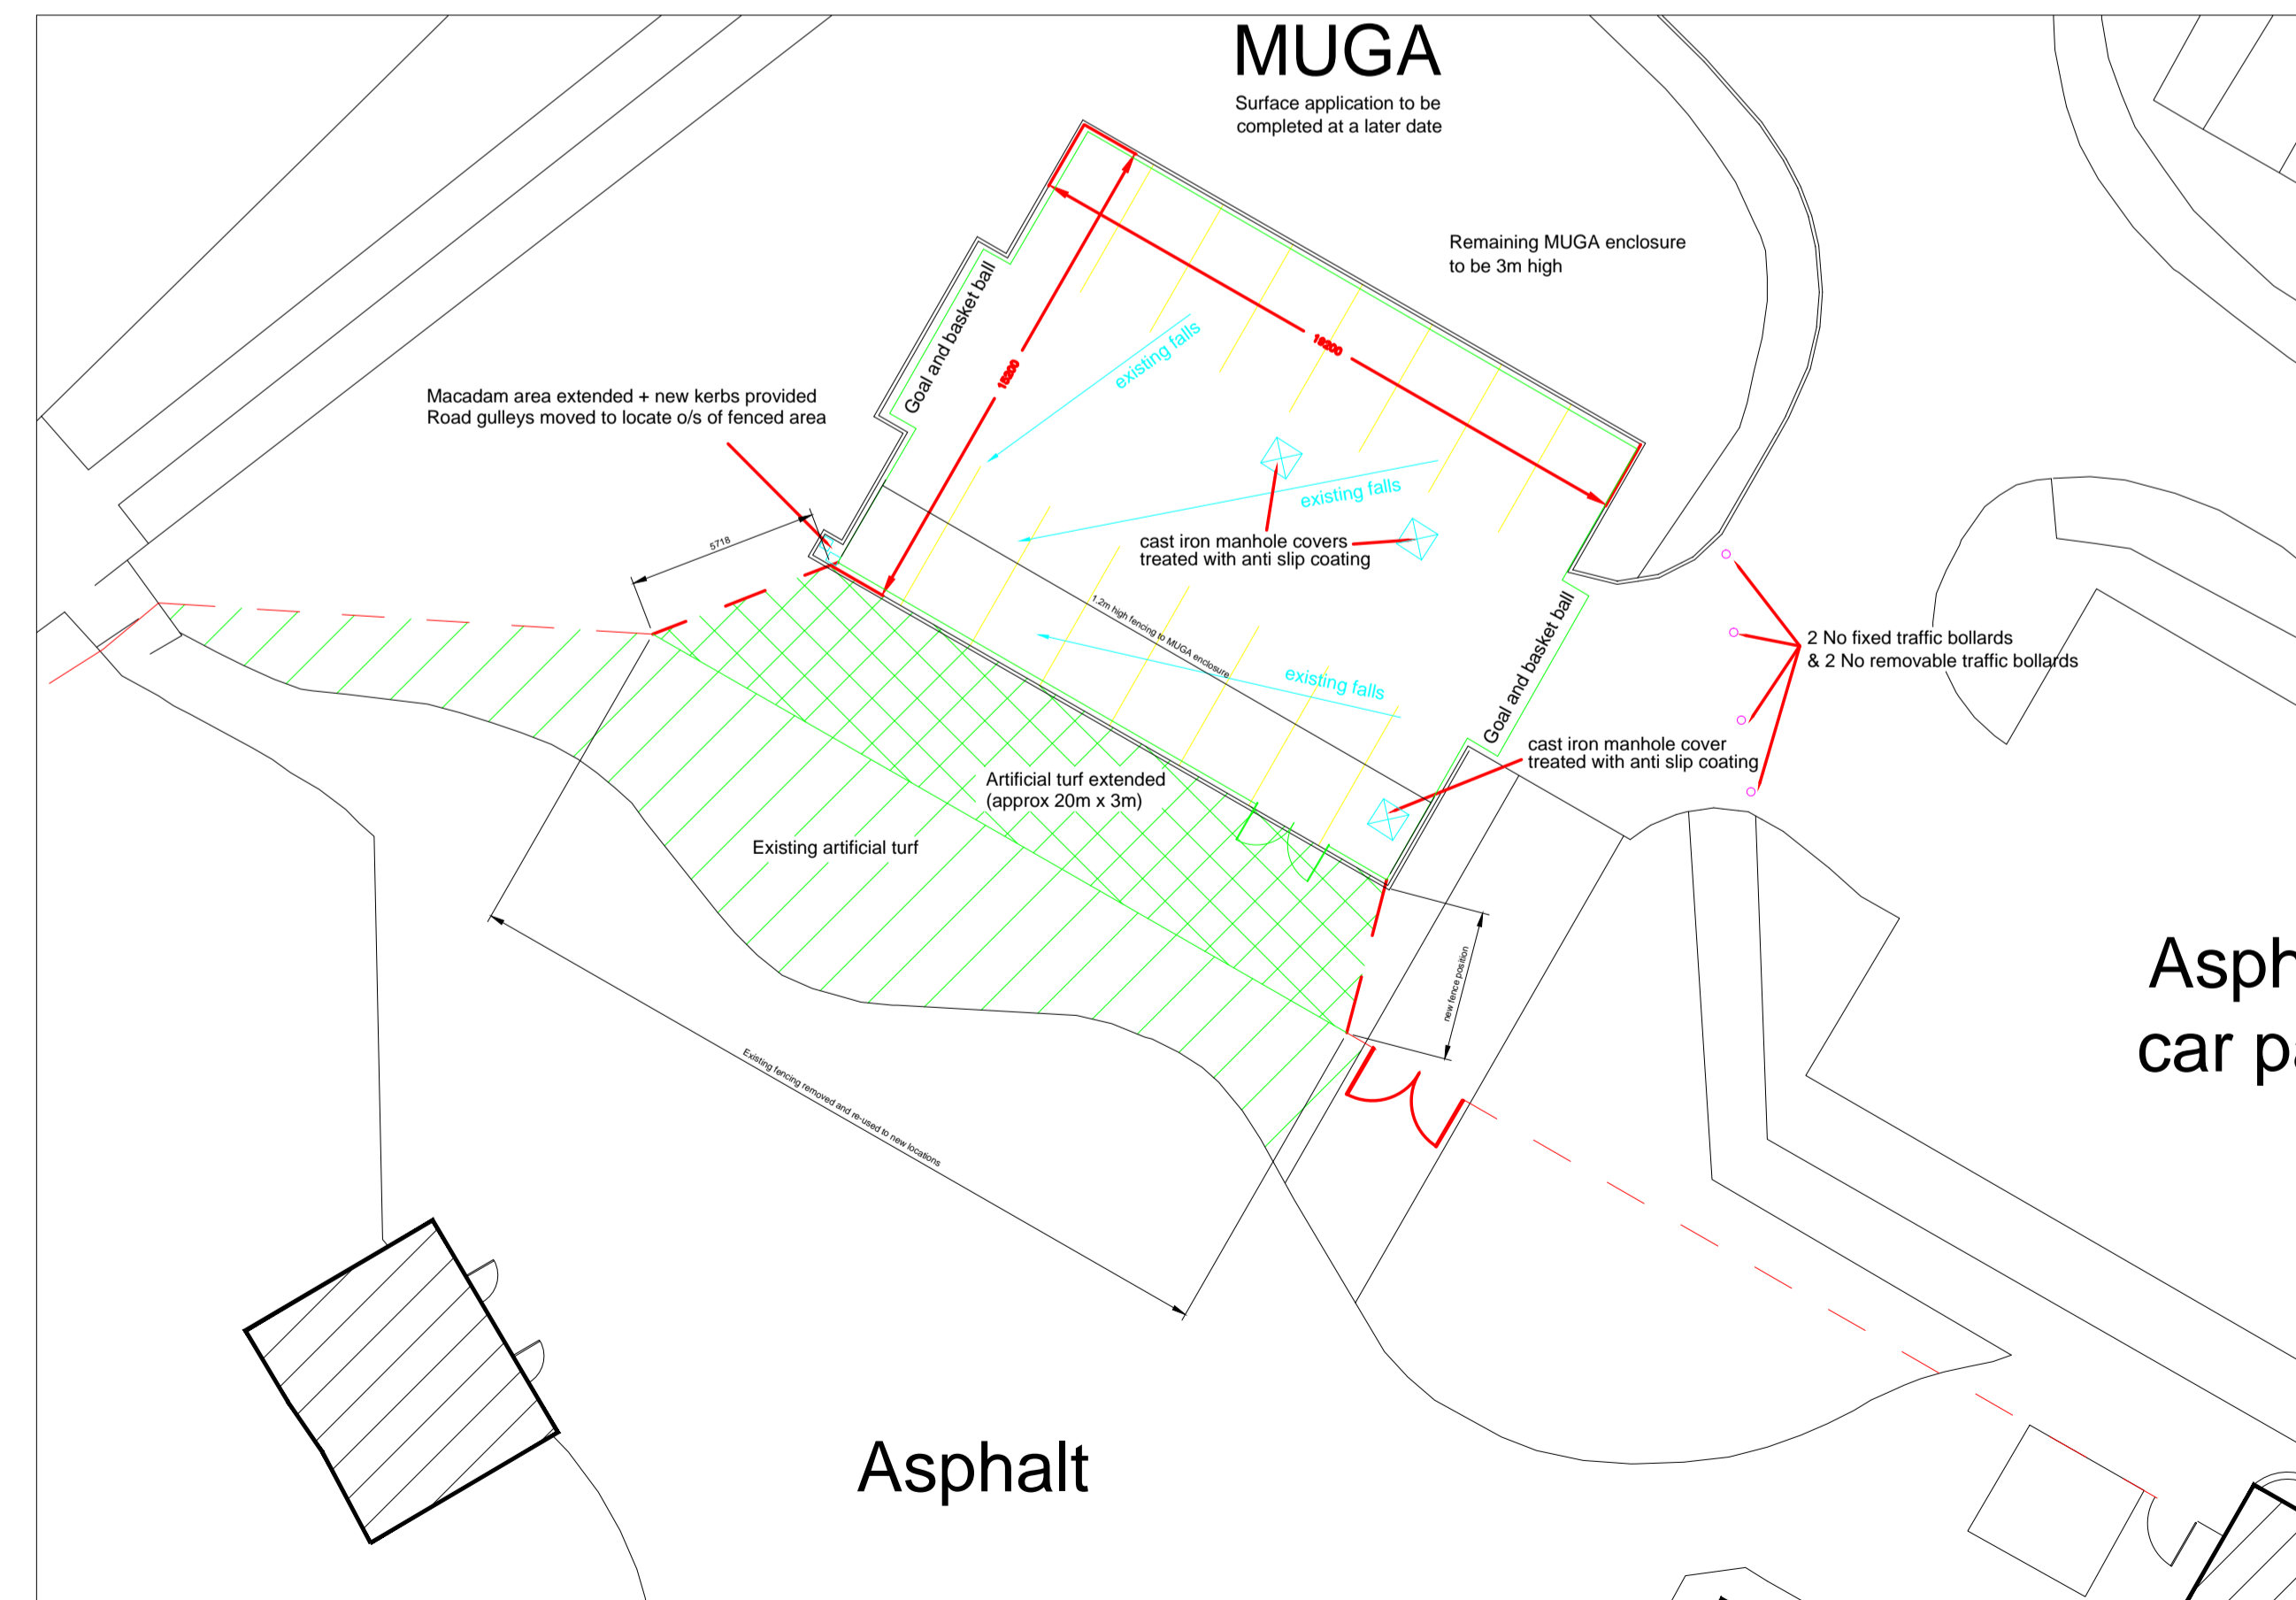 MUGA
Surface application to be
completed at a later date
Remaining MUGA enclosure
to be 3m high
Goal and basket ball
existing falls
19200
15200
Macadam area extended + new kerbs provided
Road gulleys moved to locate o/s of fenced area
5718
existing falls
cast iron manhole covers
treated with anti slip coating
1.2m high fencing to MUGA enclosure
existing falls
Goal and basket ball
2 No fixed traffic bollards
& 2 No removable traffic bollards
cast iron manhole cover
treated with anti slip coating
Artificial turf extended
(approx 20m x 3m)
Existing artificial turf
new fence position
Asph
car pa
Existing fencing removed and re-used to new locations
Asphalt